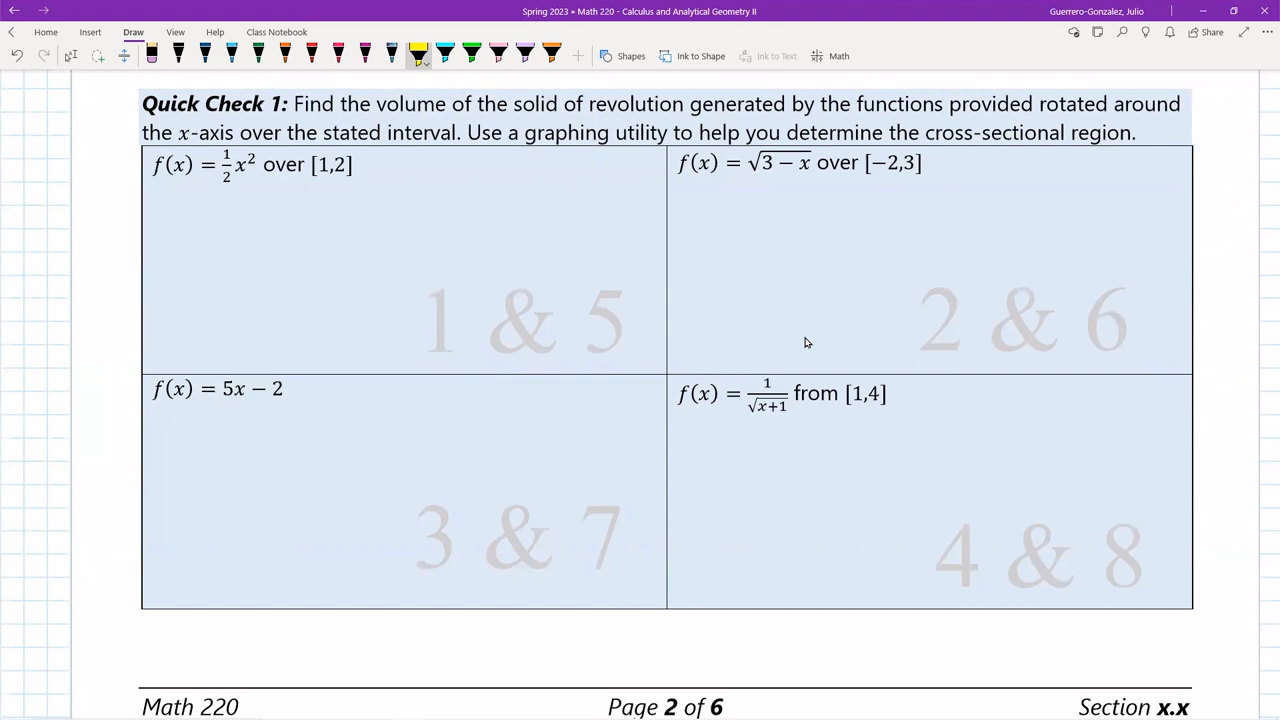 Spring 2023 » Math 220 - Calculus and Analytical Geometry II
Guerrero-Gonzalez, Julio
Home Insert Draw View Help Class Notebook
Share
Shapes Ink to Shape Ink to Text Math
Quick Check 1: Find the volume of the solid of revolution generated by the functions provided rotated around
the x-axis over the stated interval. Use a graphing utility to help you determine the cross-sectional region.
f(x) = 1/2 x² over [1,2]
1 & 5
f(x) = √(3 − x) over [−2,3]
2 & 6
f(x) = 5x − 2
3 & 7
f(x) = 1/√(x+1) from [1,4]
4 & 8
Math 220
Page 2 of 6
Section x.x